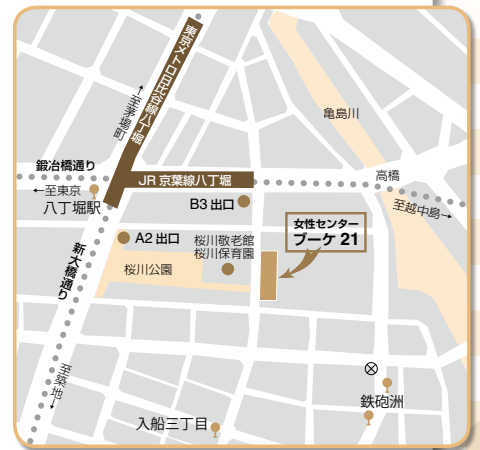 東京メトロ日比谷線八丁堀
←至茅場町
亀島川
鍛冶橋通り
JR 京葉線八丁堀
高橋
←至東京
八丁堀駅
B3 出口
至越中島→
女性センター
ブーケ 21
A2 出口
桜川敬老館
桜川保育園
桜川公園
新大橋通り
至築地→
鉄砲洲
入船三丁目